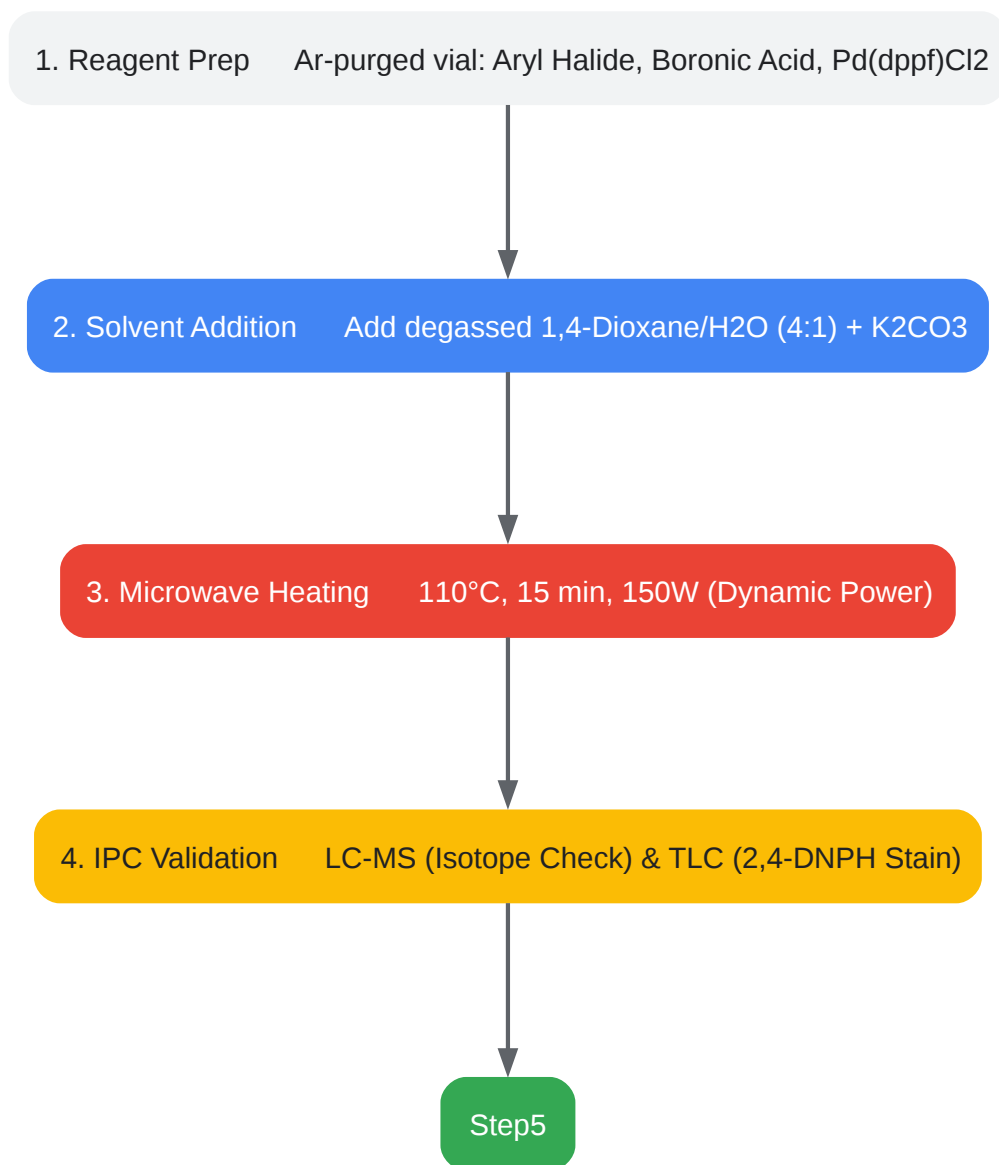 1. Reagent Prep Ar-purged vial: Aryl Halide, Boronic Acid, Pd(dppf)Cl2
2. Solvent Addition Add degassed 1,4-Dioxane/H2O (4:1) + K2CO3
3. Microwave Heating 110°C, 15 min, 150W (Dynamic Power)
4. IPC Validation LC-MS (Isotope Check) & TLC (2,4-DNPH Stain)
Step5